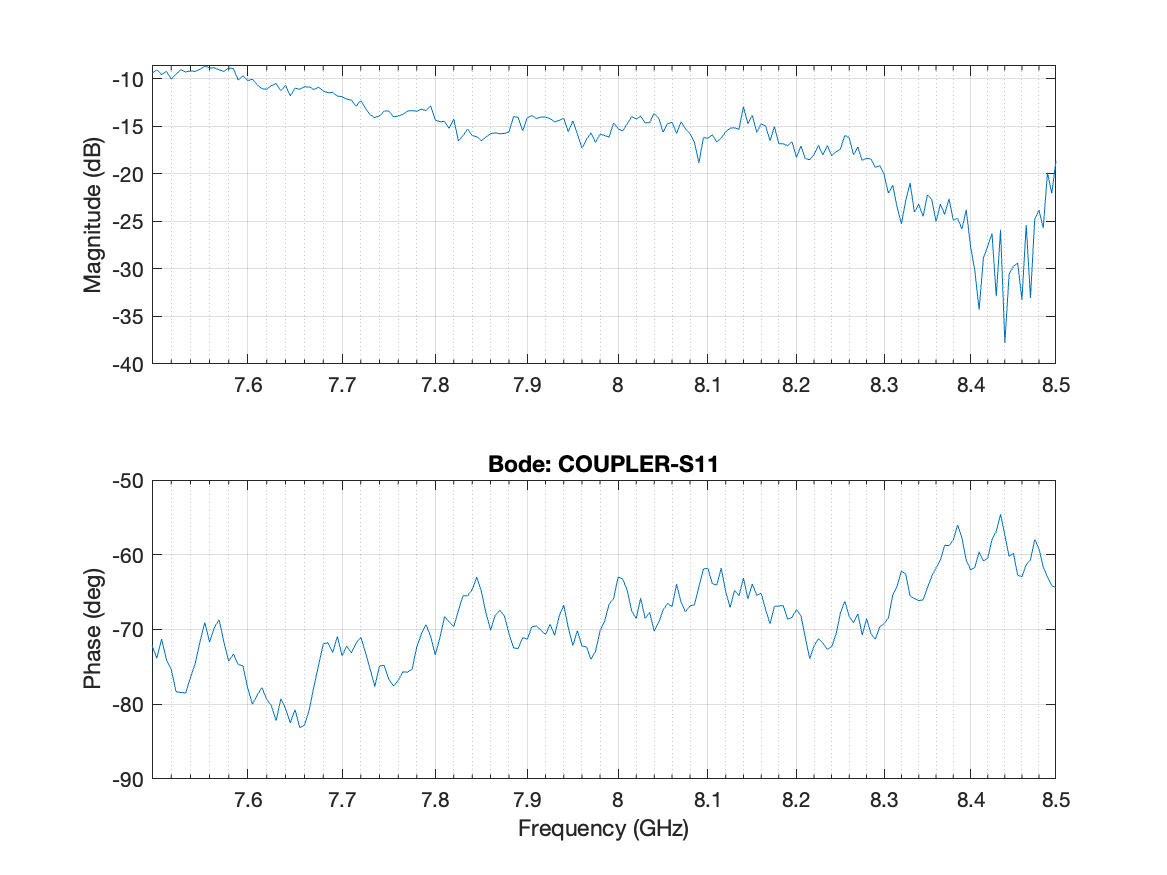 -10
-15
-20
-25
-30
-35
-40
Magnitude (dB)
7.6 7.7 7.8 7.9 8 8.1 8.2 8.3 8.4 8.5
Bode: COUPLER-S11
-50
-60
-70
-80
-90
Phase (deg)
7.6 7.7 7.8 7.9 8 8.1 8.2 8.3 8.4 8.5
Frequency (GHz)